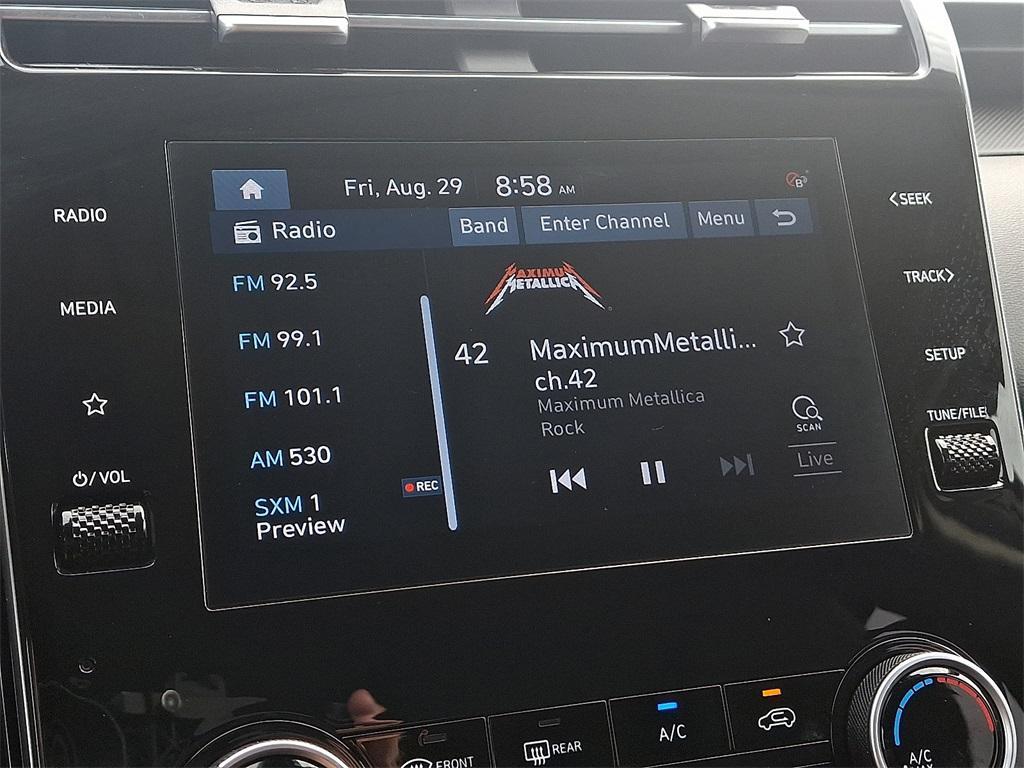 Fri, Aug. 29 8:58 AM
B
RADIO
Radio
Band
Enter Channel
Menu
SEEK
FM 92.5
MAXIMUM
METALLICA
TRACK
MEDIA
FM 99.1
42
MaximumMetalli...
ch.42
SETUP
FM 101.1
Maximum Metallica
Rock
SCAN
TUNE/FILE
AM 530
Live
/VOL
REC
SXM 1
Preview
FRONT
REAR
A/C
A/C